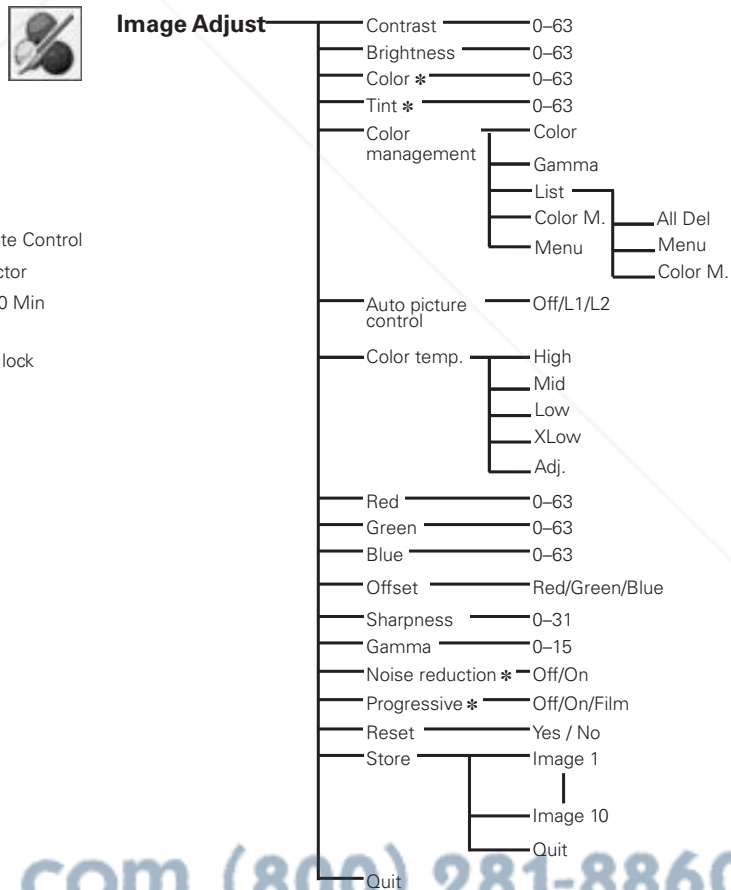 Image Adjust
Contrast 0–63
Brightness 0–63
Color ✻ 0–63
Tint ✻ 0–63
Color management
Color
Gamma
List
Color M.
Menu
All Del
Menu
Color M.
te Control
ctor
0 Min
lock
Auto picture control Off/L1/L2
Color temp. High
Mid
Low
XLow
Adj.
Red 0–63
Green 0–63
Blue 0–63
Offset Red/Green/Blue
Sharpness 0–31
Gamma 0–15
Noise reduction ✻ Off/On
Progressive ✻ Off/On/Film
Reset Yes / No
Store Image 1
Image 10
Quit
Quit
com (800) 281-8860